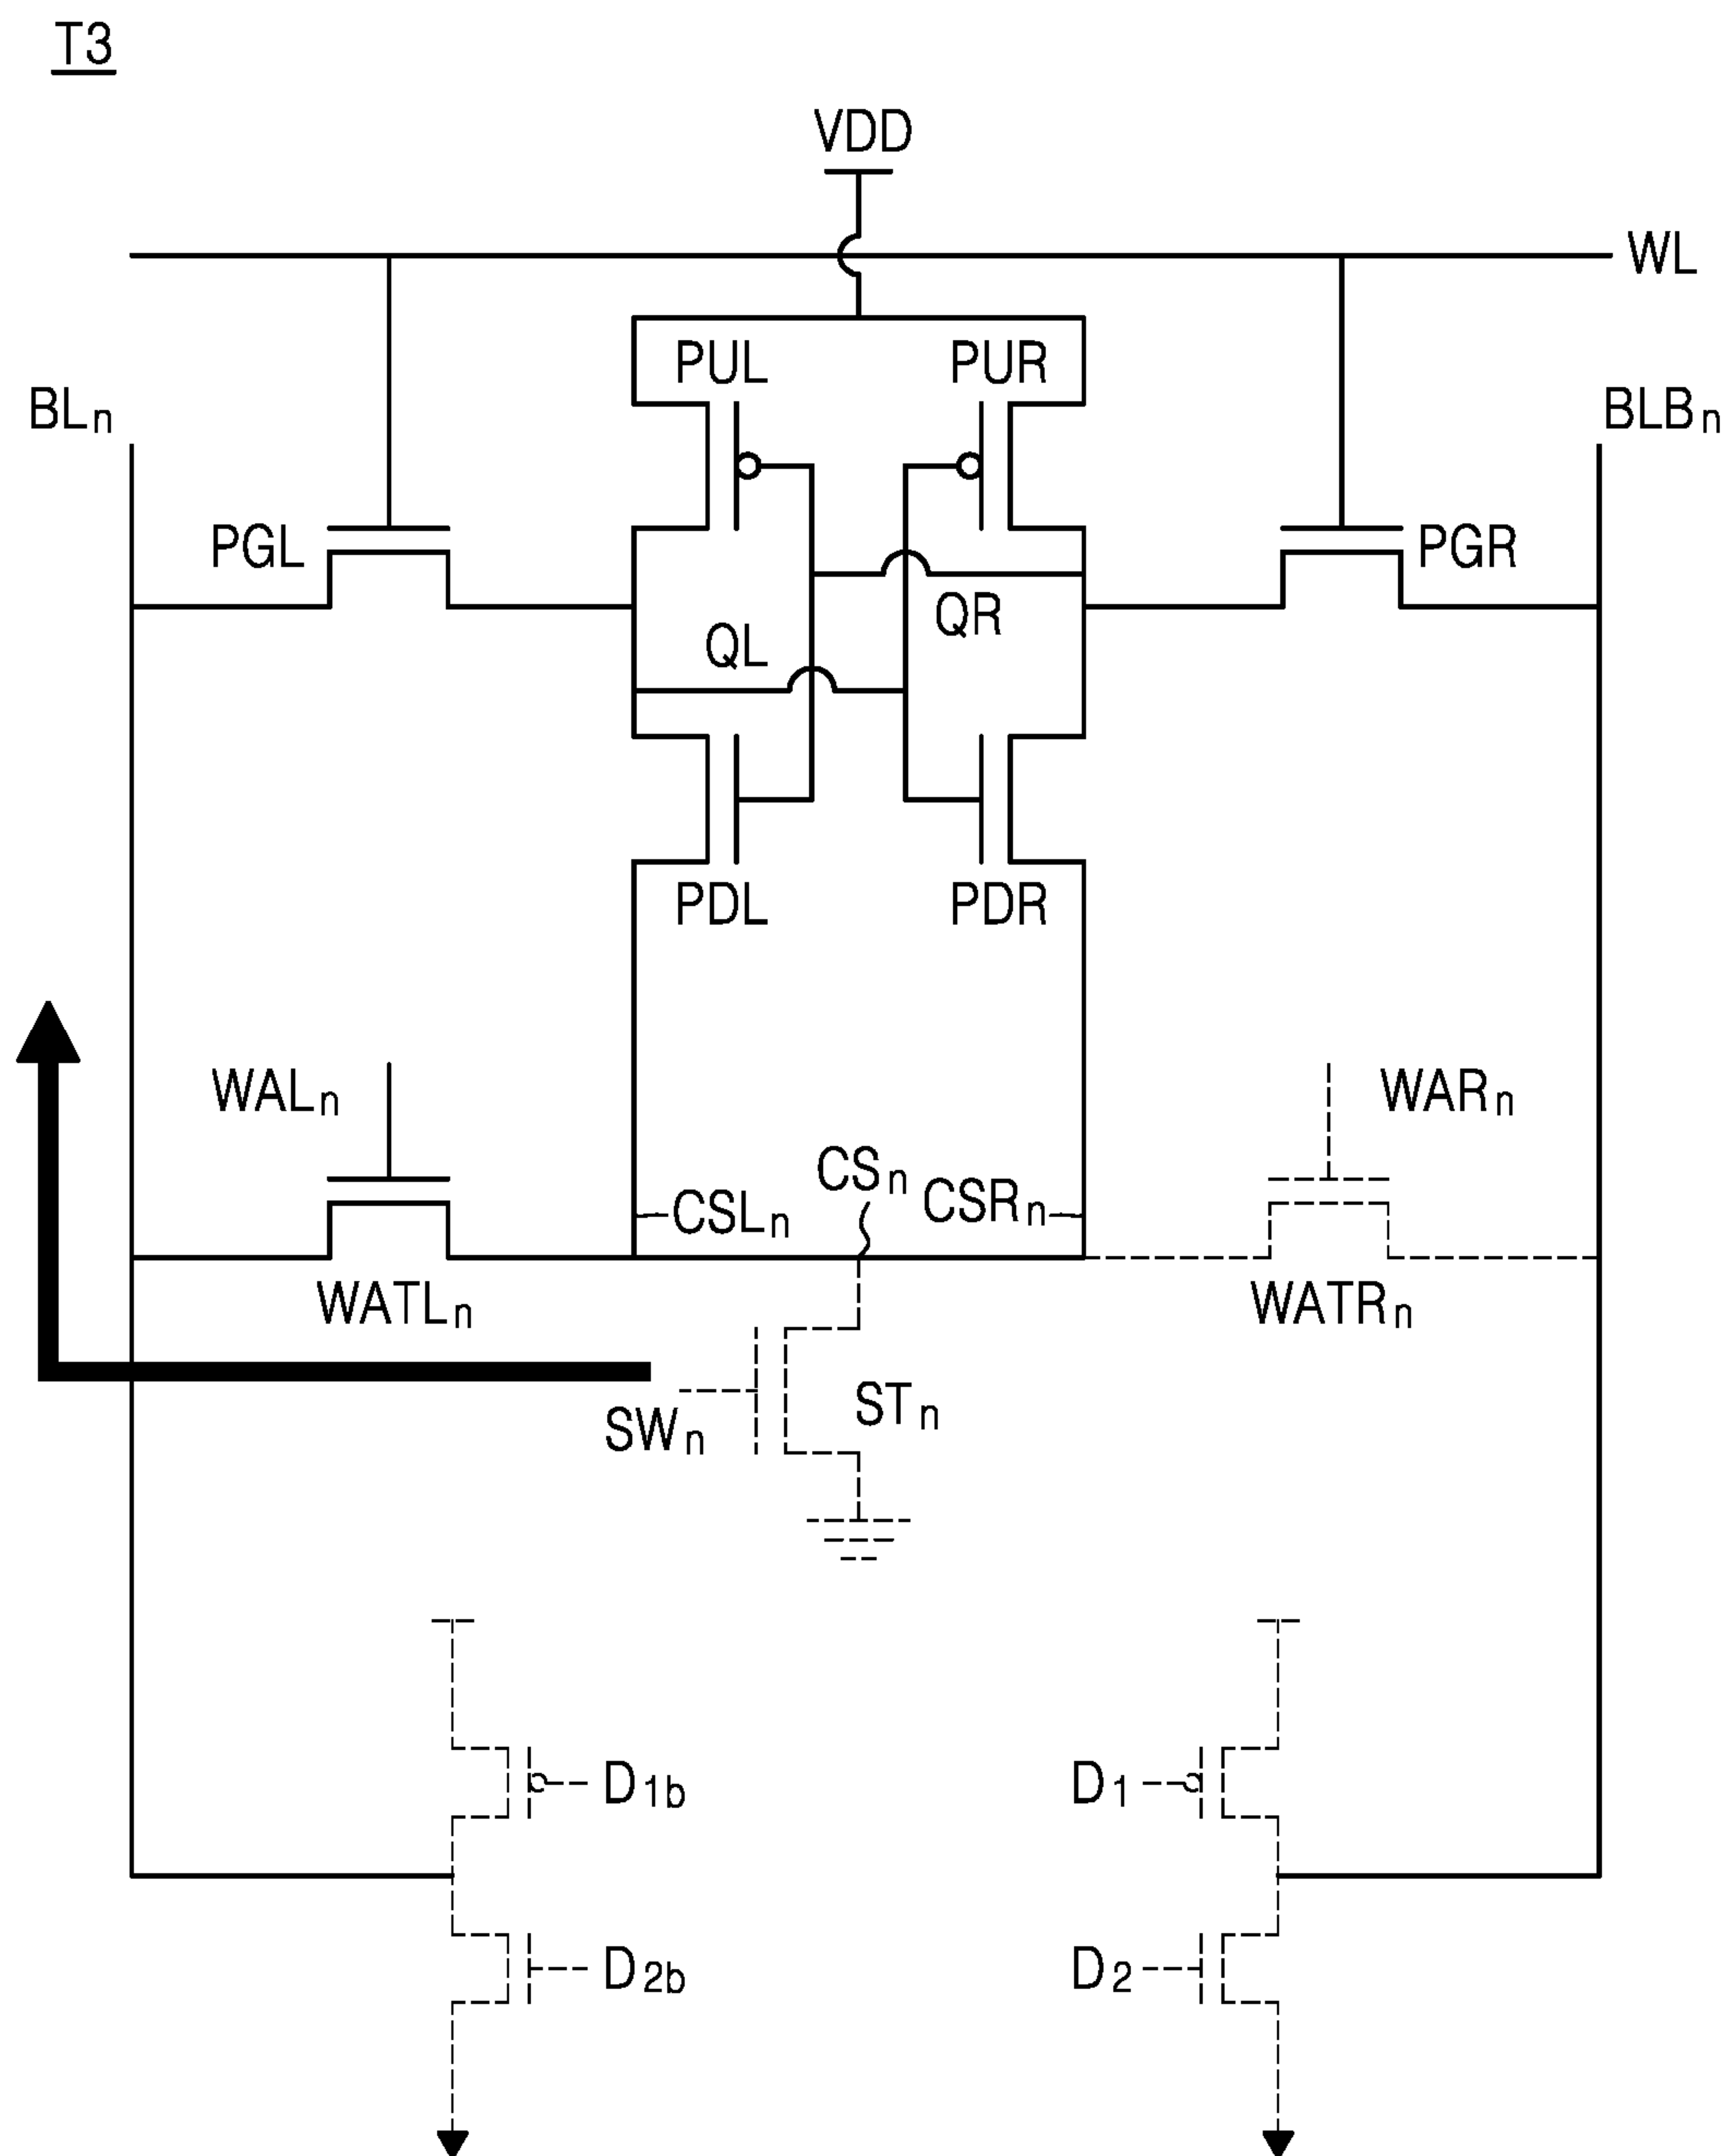 T3
VDD
WL
PUL
PUR
BLn
BLBn
PGL
PGR
QL
QR
PDL
PDR
WALn
WARn
CSLn
CSn
CSRn
WATLn
WATRn
SWn
STn
D1b
D1
D2b
D2